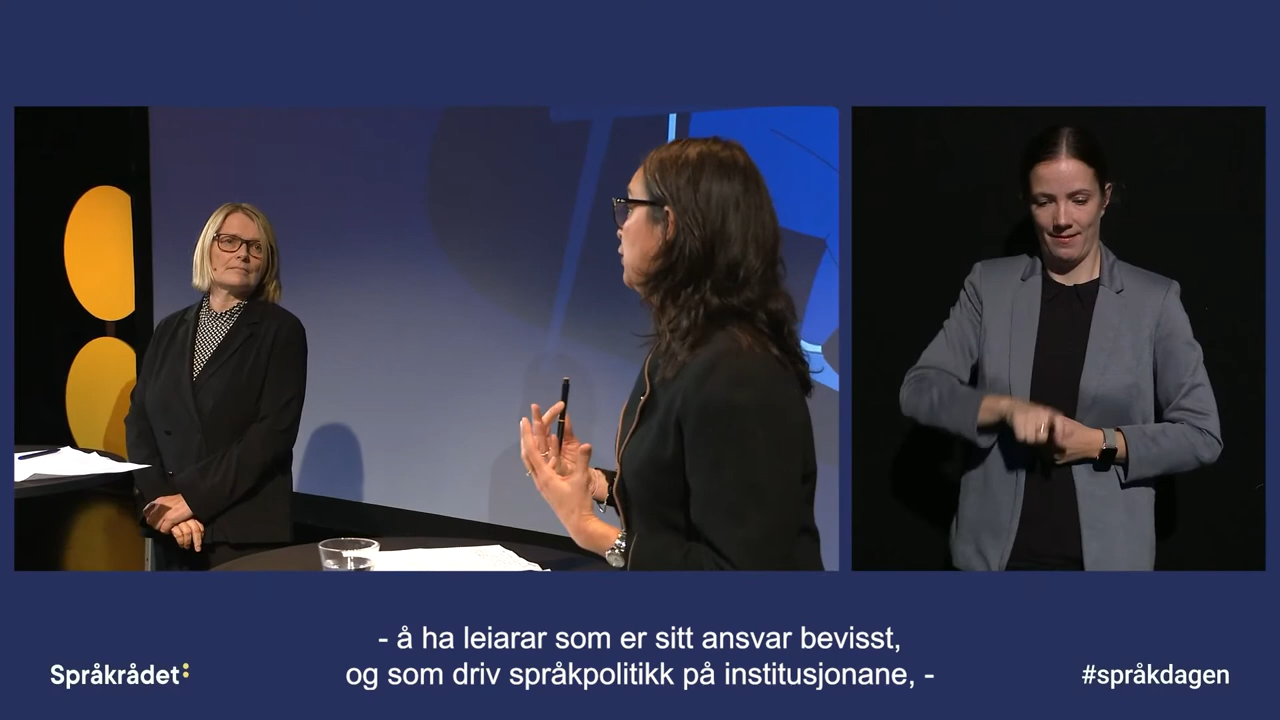 - å ha leiarar som er sitt ansvar bevisst,
og som driv språkpolitikk på institusjonane, -
Språkrådet:
#språkdagen